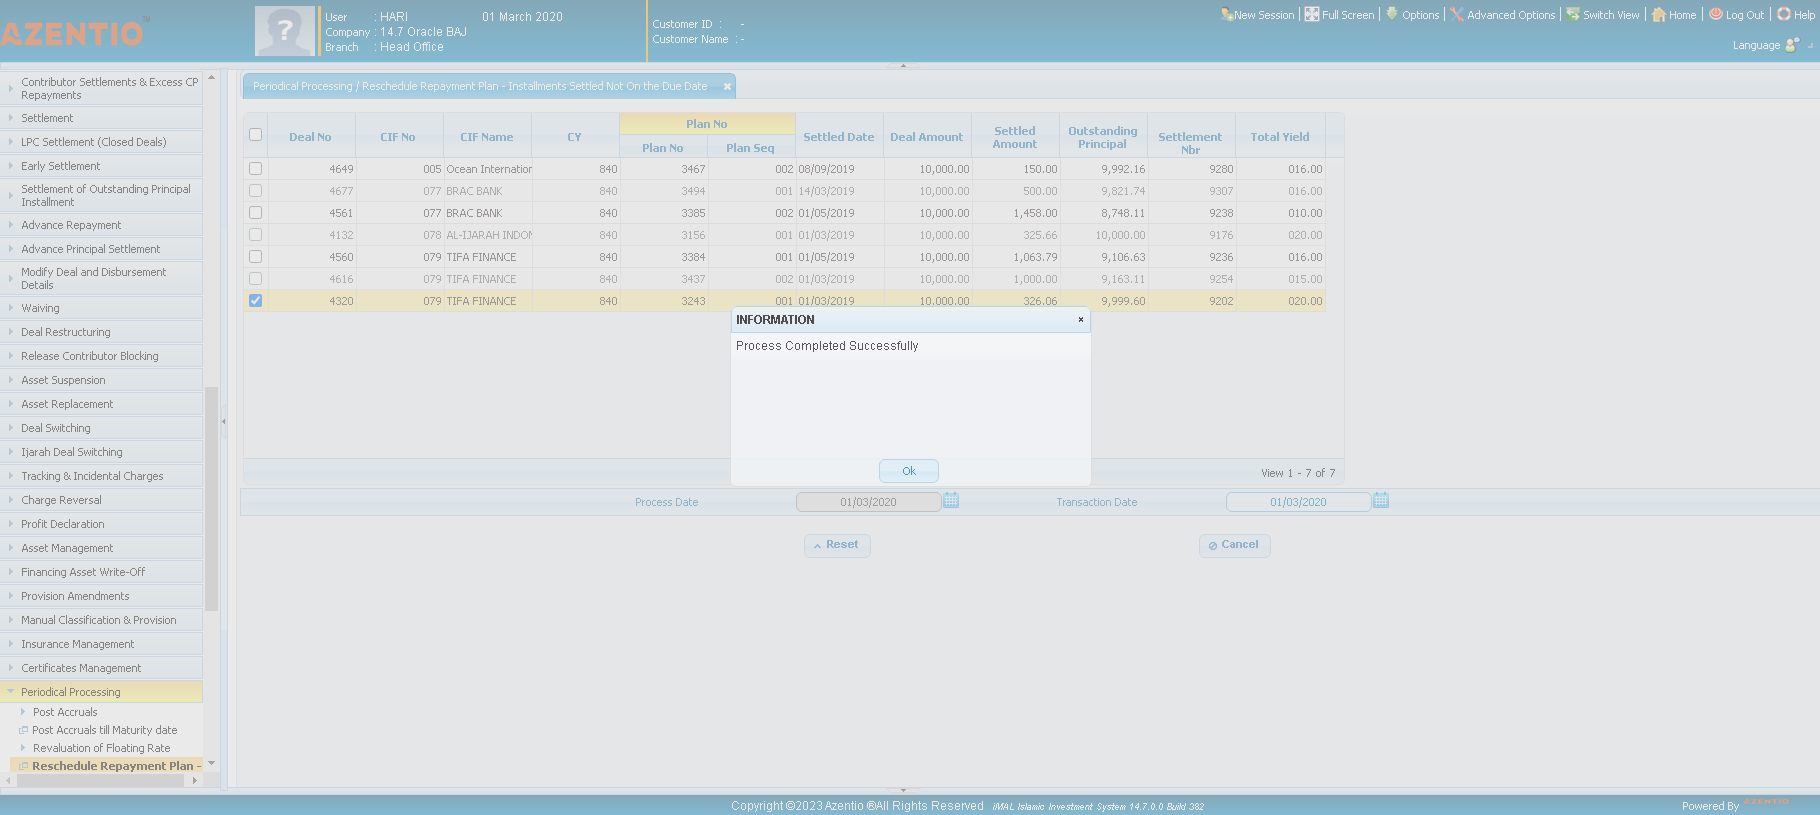 AZENTIO™
User : HARI 01 March 2020
Company : 14.7 Oracle BAJ
Branch : Head Office
Customer ID : -
Customer Name : -
New Session | Full Screen | Options | Advanced Options | Switch View | Home | Log Out | Help
Language
Contributor Settlements & Excess CP
Repayments
Settlement
LPC Settlement (Closed Deals)
Early Settlement
Settlement of Outstanding Principal
Installment
Advance Repayment
Advance Principal Settlement
Modify Deal and Disbursement
Details
Waiving
Deal Restructuring
Release Contributor Blocking
Asset Suspension
Asset Replacement
Deal Switching
Ijarah Deal Switching
Tracking & Incidental Charges
Charge Reversal
Profit Declaration
Asset Management
Financing Asset Write-Off
Provision Amendments
Manual Classification & Provision
Insurance Management
Certificates Management
Periodical Processing
Post Accruals
Post Accruals till Maturity date
Revaluation of Floating Rate
Reschedule Repayment Plan -
Periodical Processing / Reschedule Repayment Plan - Installments Settled Not On the Due Date
Plan No
Deal No CIF No CIF Name CY Plan No Plan Seq Settled Date Deal Amount Settled Amount Outstanding Principal Settlement Nbr Total Yield
4649 005 Ocean Internation 840 3467 002 08/09/2019 10,000.00 150.00 9,992.16 9280 016.00
4677 077 BRAC BANK 840 3494 001 14/03/2019 10,000.00 500.00 9,821.74 9307 016.00
4561 077 BRAC BANK 840 3385 002 01/05/2019 10,000.00 1,458.00 8,748.11 9238 010.00
4132 078 AL-IJARAH INDON 840 3156 001 01/03/2019 10,000.00 325.66 10,000.00 9176 020.00
4560 079 TIFA FINANCE 840 3384 001 01/05/2019 10,000.00 1,063.79 9,106.63 9236 016.00
4616 079 TIFA FINANCE 840 3437 002 01/03/2019 10,000.00 1,000.00 9,163.11 9254 015.00
4320 079 TIFA FINANCE 840 3243 001 01/03/2019 10,000.00 326.06 9,999.60 9202 020.00
INFORMATION
Process Completed Successfully
Ok
View 1 - 7 of 7
Process Date 01/03/2020 Transaction Date 01/03/2020
Reset Cancel
Copyright ©2023 Azentio ®All Rights Reserved iMAL Islamic Investment System 14.7.0.0 Build 382
Powered By AZENTIO